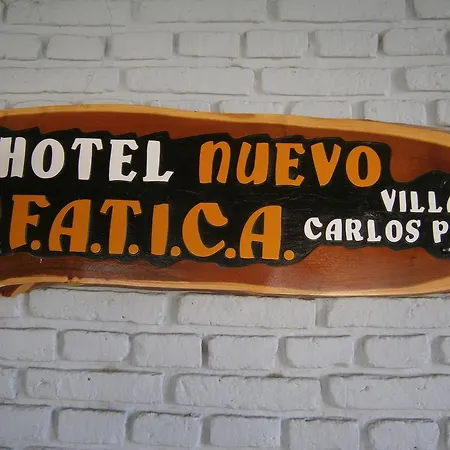 HOTEL NUEVO
F.A.T.I.C.A.
VILLA
CARLOS P